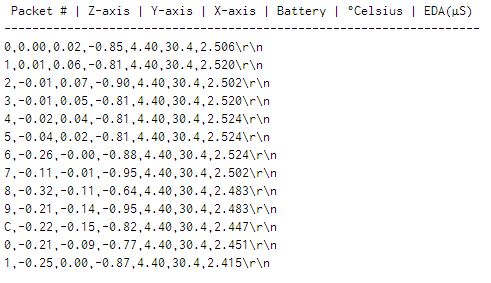 Packet # | Z-axis | Y-axis | X-axis | Battery | °Celsius | EDA(µS)
----------------------------------------------------------------------
0,0.00,0.02,-0.85,4.40,30.4,2.506\r\n
1,0.01,0.06,-0.81,4.40,30.4,2.520\r\n
2,-0.01,0.07,-0.90,4.40,30.4,2.502\r\n
3,-0.01,0.05,-0.81,4.40,30.4,2.520\r\n
4,-0.02,0.04,-0.81,4.40,30.4,2.524\r\n
5,-0.04,0.02,-0.81,4.40,30.4,2.524\r\n
6,-0.26,-0.00,-0.88,4.40,30.4,2.524\r\n
7,-0.11,-0.01,-0.95,4.40,30.4,2.502\r\n
8,-0.32,-0.11,-0.64,4.40,30.4,2.483\r\n
9,-0.21,-0.14,-0.95,4.40,30.4,2.483\r\n
C,-0.22,-0.15,-0.82,4.40,30.4,2.447\r\n
0,-0.21,-0.09,-0.77,4.40,30.4,2.451\r\n
1,-0.25,0.00,-0.87,4.40,30.4,2.415\r\n